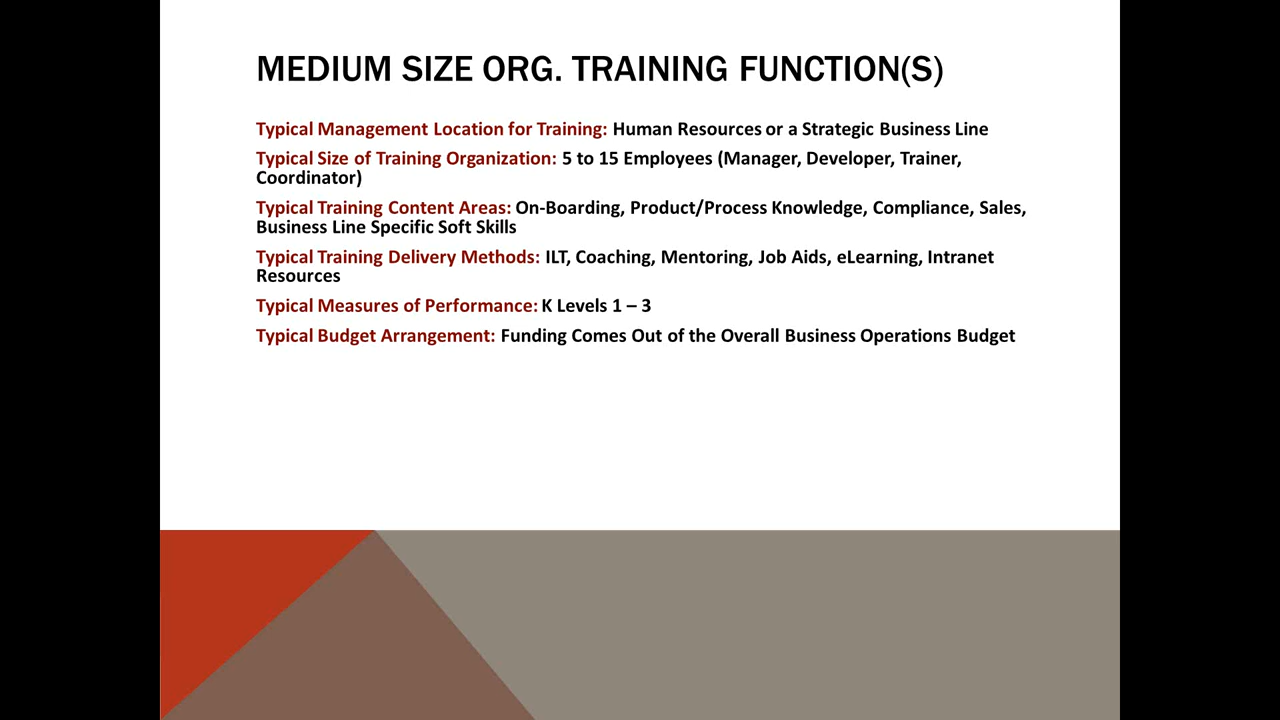 MEDIUM SIZE ORG. TRAINING FUNCTION(S)
Typical Management Location for Training: Human Resources or a Strategic Business Line
Typical Size of Training Organization: 5 to 15 Employees (Manager, Developer, Trainer,
Coordinator)
Typical Training Content Areas: On-Boarding, Product/Process Knowledge, Compliance, Sales,
Business Line Specific Soft Skills
Typical Training Delivery Methods: ILT, Coaching, Mentoring, Job Aids, eLearning, Intranet
Resources
Typical Measures of Performance: K Levels 1 – 3
Typical Budget Arrangement: Funding Comes Out of the Overall Business Operations Budget